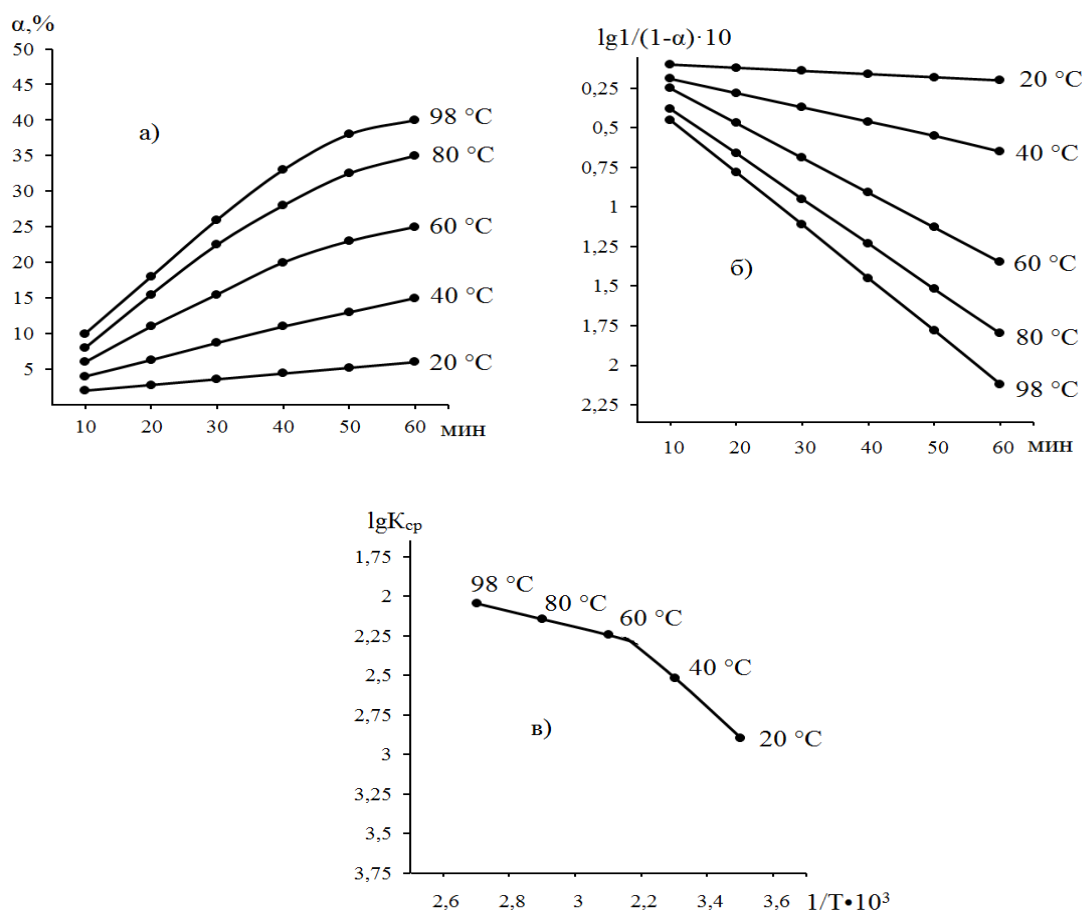 α,%
50
45
40
35
30
25
20
15
10
5
а)
98 °C
80 °C
60 °C
40 °C
20 °C
10 20 30 40 50 60 мин
lg1/(1-α)·10
0,25
0,5
0,75
1
1,25
1,5
1,75
2
2,25
б)
20 °C
40 °C
60 °C
80 °C
98 °C
10 20 30 40 50 60 мин
lgКср
1,75
2
2,25
2,5
2,75
3
3,25
3,5
3,75
98 °C
80 °C
60 °C
40 °C
20 °C
в)
2,6 2,8 3 2,2 3,4 3,6 1/T•10³